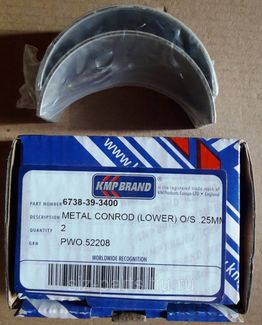 KMP BRAND
is the registered trade mark of
KMP Products Europe LTD • England
PART NUMBER 6738-39-3400
DESCRIPTION METAL CONROD (LOWER) O/S .25MM
QUANTITY 2
GRN PWO.52208
WORLDWIDE RECOGNITION